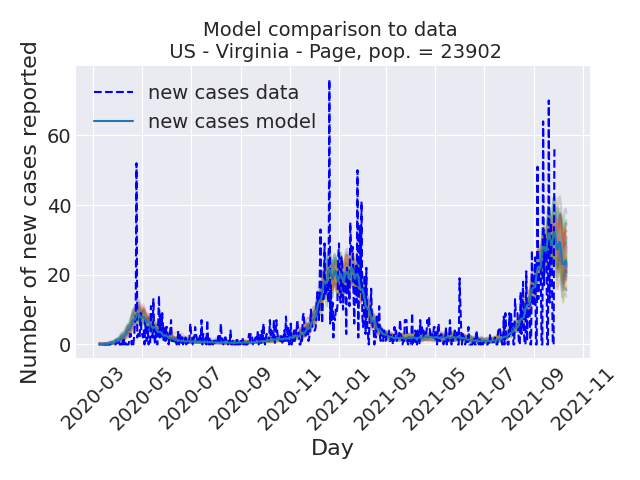 Model comparison to data
US - Virginia - Page, pop. = 23902
Number of new cases reported
new cases data
new cases model
60
40
20
0
2020-03
2020-05
2020-07
2020-09
2020-11
2021-01
2021-03
2021-05
2021-07
2021-09
2021-11
Day